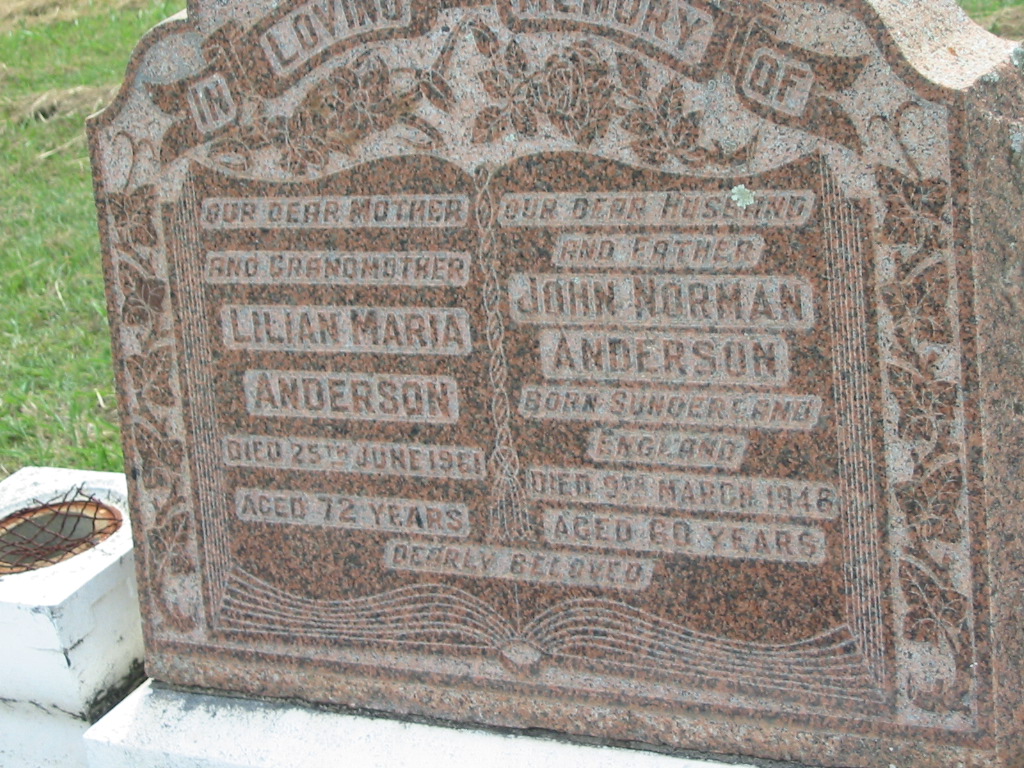 IN LOVING MEMORY OF
OUR DEAR MOTHER
AND GRANDMOTHER
LILIAN MARIA
ANDERSON
DIED 25TH JUNE 1961
AGED 72 YEARS
OUR DEAR HUSBAND
AND FATHER
JOHN NORMAN
ANDERSON
BORN SUNDERLAND
ENGLAND
DIED 9TH MARCH 1946
AGED 60 YEARS
DEARLY BELOVED